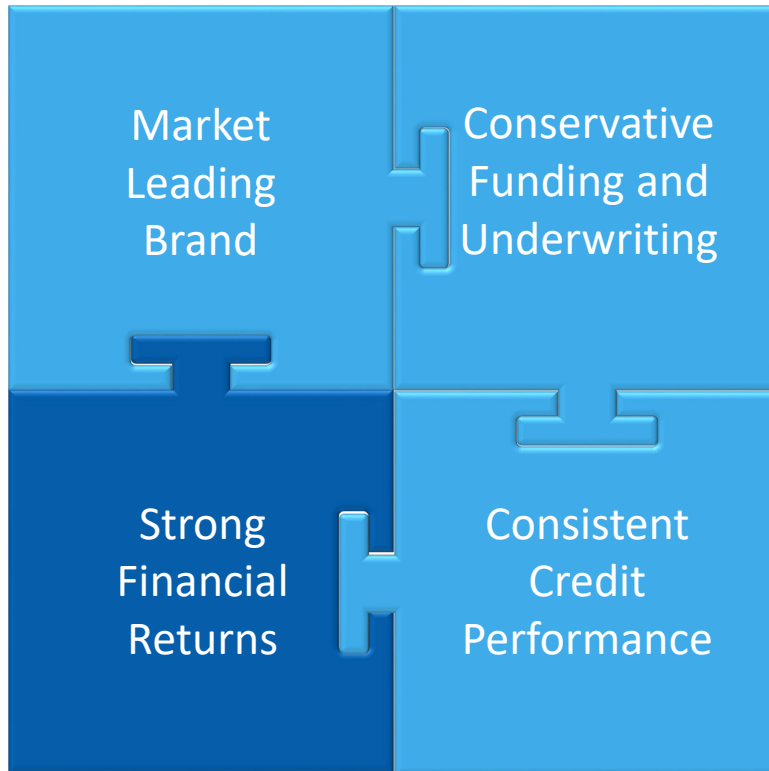 Market
Leading
Brand
Conservative
Funding and
Underwriting
Strong
Financial
Returns
Consistent
Credit
Performance